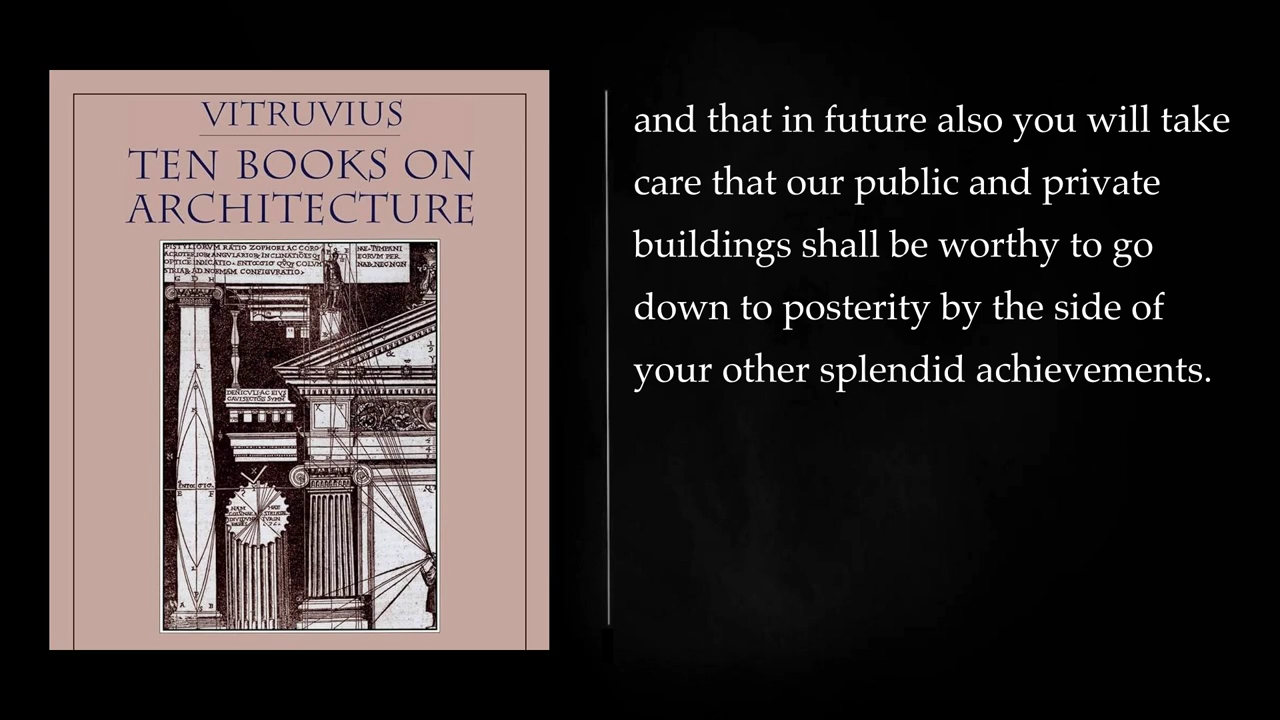 VITRUVIUS
TEN BOOKS ON
ARCHITECTURE
and that in future also you will take
care that our public and private
buildings shall be worthy to go
down to posterity by the side of
your other splendid achievements.